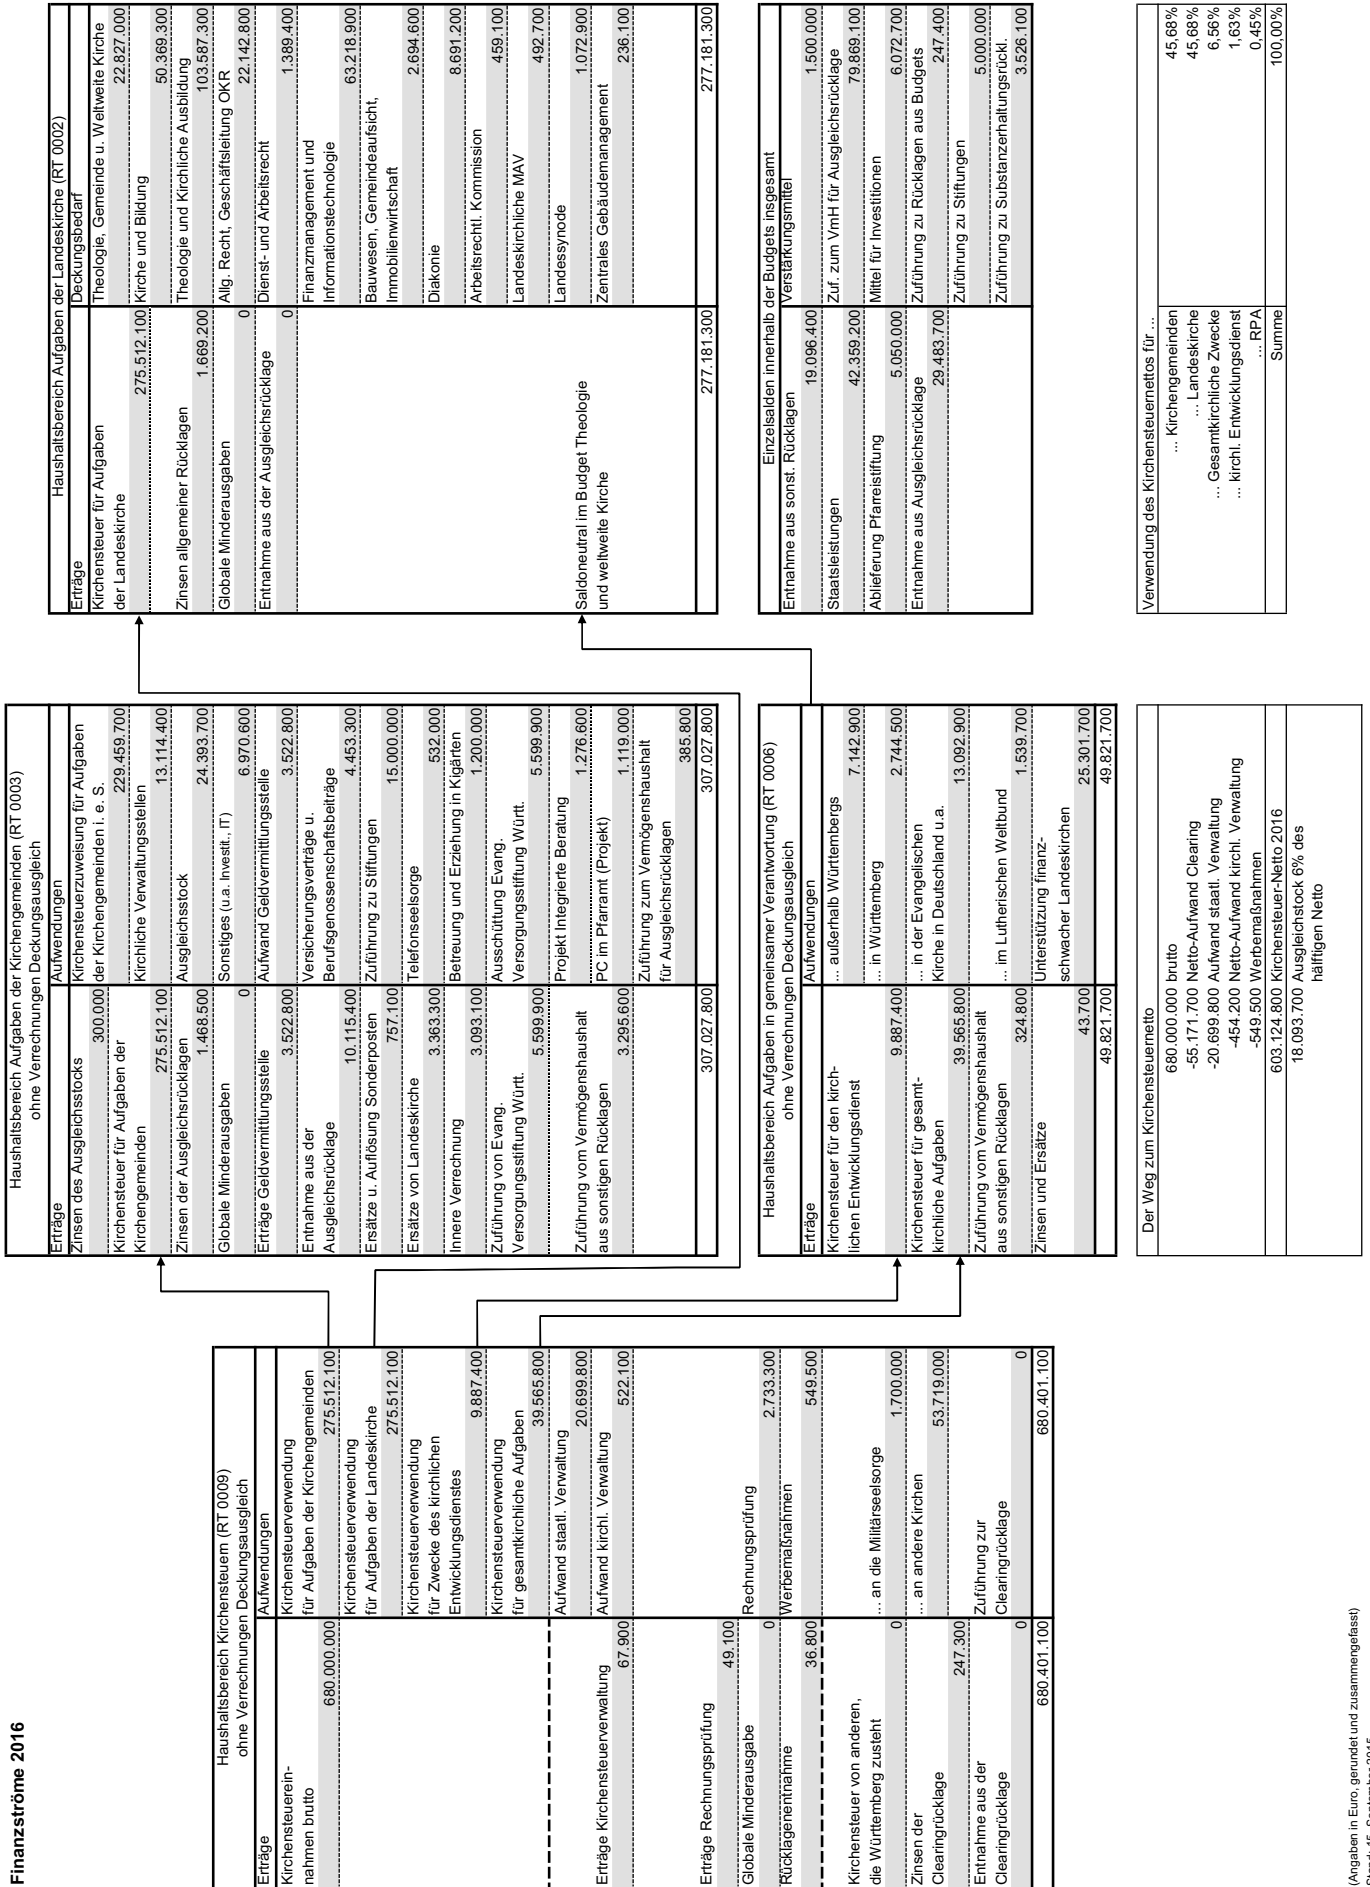 Finanzströme 2016
Haushaltsbereich Kirchensteuern (RT 0009)
ohne Verrechnungen Deckungsausgleich
Erträge
Kirchensteuerein-
nahmen brutto
680.000.000
Erträge Kirchensteuerverwaltung
67.900
Erträge Rechnungsprüfung
49.100
Globale Minderausgabe
0
Rücklagenentnahme
36.800
Kirchensteuer von anderen,
die Württemberg zusteht
0
Zinsen der
Clearingrücklage
247.300
Entnahme aus der
Clearingrücklage
0
680.401.100
Aufwendungen
Kirchensteuerverwendung
für Aufgaben der Kirchengemeinden
275.512.100
Kirchensteuerverwendung
für Aufgaben der Landeskirche
275.512.100
Kirchensteuerverwendung
für Zwecke des kirchlichen
Entwicklungsdienstes
9.887.400
Kirchensteuerverwendung
für gesamtkirchliche Aufgaben
39.565.800
Aufwand staatl. Verwaltung
20.699.800
Aufwand kirchl. Verwaltung
522.100
Rechnungsprüfung
2.733.300
Werbemaßnahmen
549.500
... an die Militärseelsorge
1.700.000
... an andere Kirchen
53.719.000
Zuführung zur
Clearingrücklage
0
680.401.100
Haushaltsbereich Aufgaben der Kirchengemeinden (RT 0003)
ohne Verrechnungen Deckungsausgleich
Erträge
Zinsen des Ausgleichsstocks
300.000
Kirchensteuer für Aufgaben der
Kirchengemeinden
275.512.100
Zinsen der Ausgleichsrücklagen
1.468.500
Globale Minderausgaben
0
Erträge Geldvermittlungsstelle
3.522.800
Entnahme aus der
Ausgleichsrücklage
10.115.400
Ersätze u. Auflösung Sonderposten
757.100
Ersätze von Landeskirche
3.363.300
Innere Verrechnung
3.093.100
Zuführung von Evang.
Versorgungsstiftung Württ.
5.599.900
Zuführung vom Vermögenshaushalt
aus sonstigen Rücklagen
3.295.600
307.027.800
Aufwendungen
Kirchensteuerzuweisung für Aufgaben
der Kirchengemeinden i. e. S.
229.459.700
Kirchliche Verwaltungsstellen
13.114.400
Ausgleichsstock
24.393.700
Sonstiges (u.a. Investit., IT)
6.970.600
Aufwand Geldvermittlungsstelle
3.522.800
Versicherungsverträge u.
Berufsgenossenschaftsbeiträge
4.453.300
Zuführung zu Stiftungen
15.000.000
Telefonseelsorge
532.000
Betreuung und Erziehung in Kigärten
1.200.000
Ausschüttung Evang.
Versorgungsstiftung Württ.
5.599.900
Projekt Integrierte Beratung
1.276.600
PC im Pfarramt (Projekt)
1.119.000
Zuführung zum Vermögenshaushalt
für Ausgleichsrücklagen
385.800
307.027.800
Haushaltsbereich Aufgaben in gemeinsamer Verantwortung (RT 0006)
ohne Verrechnungen Deckungsausgleich
Erträge
Kirchensteuer für den kirch-
lichen Entwicklungsdienst
9.887.400
Kirchensteuer für gesamt-
kirchliche Aufgaben
39.565.800
Zuführung vom Vermögenshaushalt
aus sonstigen Rücklagen
324.800
Zinsen und Ersätze
43.700
49.821.700
Aufwendungen
... außerhalb Württembergs
7.142.900
... in Württemberg
2.744.500
... in der Evangelischen
Kirche in Deutschland u.a.
13.092.900
... im Lutherischen Weltbund
1.539.700
Unterstützung finanz-
schwacher Landeskirchen
25.301.700
49.821.700
Der Weg zum Kirchensteuernetto
680.000.000 brutto
-55.171.700 Netto-Aufwand Clearing
-20.699.800 Aufwand staatl. Verwaltung
-454.200 Netto-Aufwand kirchl. Verwaltung
-549.500 Werbemaßnahmen
603.124.800 Kirchensteuer-Netto 2016
18.093.700 Ausgleichstock 6% des
hälftigen Netto
Haushaltsbereich Aufgaben der Landeskirche (RT 0002)
Erträge
Kirchensteuer für Aufgaben
der Landeskirche
275.512.100
Zinsen allgemeiner Rücklagen
1.669.200
Globale Minderausgaben
0
Entnahme aus der Ausgleichsrücklage
0
Saldoneutral im Budget Theologie
und weltweite Kirche
277.181.300
Deckungsbedarf
Theologie, Gemeinde u. Weltweite Kirche
22.827.000
Kirche und Bildung
50.369.300
Theologie und Kirchliche Ausbildung
103.587.300
Allg. Recht, Geschäftsleitung OKR
22.142.800
Dienst- und Arbeitsrecht
1.389.400
Finanzmanagement und
Informationstechnologie
63.218.900
Bauwesen, Gemeindeaufsicht,
Immobilienwirtschaft
2.694.600
Diakonie
8.691.200
Arbeitsrechtl. Kommission
459.100
Landeskirchliche MAV
492.700
Landessynode
1.072.900
Zentrales Gebäudemanagement
236.100
277.181.300
Einzelsalden innerhalb der Budgets insgesamt
Entnahme aus sonst. Rücklagen
19.096.400
Staatsleistungen
42.359.200
Ablieferung Pfarreistiftung
5.050.000
Entnahme aus Ausgleichsrücklage
29.483.700
Verstärkungsmittel
1.500.000
Zuf. zum VmH für Ausgleichsrücklage
79.869.100
Mittel für Investitionen
6.072.700
Zuführung zu Rücklagen aus Budgets
247.400
Zuführung zu Stiftungen
5.000.000
Zuführung zu Substanzerhaltungsrückl.
3.526.100
Verwendung des Kirchensteuernettos für ...
... Kirchengemeinden 45,68%
... Landeskirche 45,68%
... Gesamtkirchliche Zwecke 6,56%
... kirchl. Entwicklungsdienst 1,63%
... RPA 0,45%
Summe 100,00%
(Angaben in Euro, gerundet und zusammengefasst)
Stand: 15. September 2015